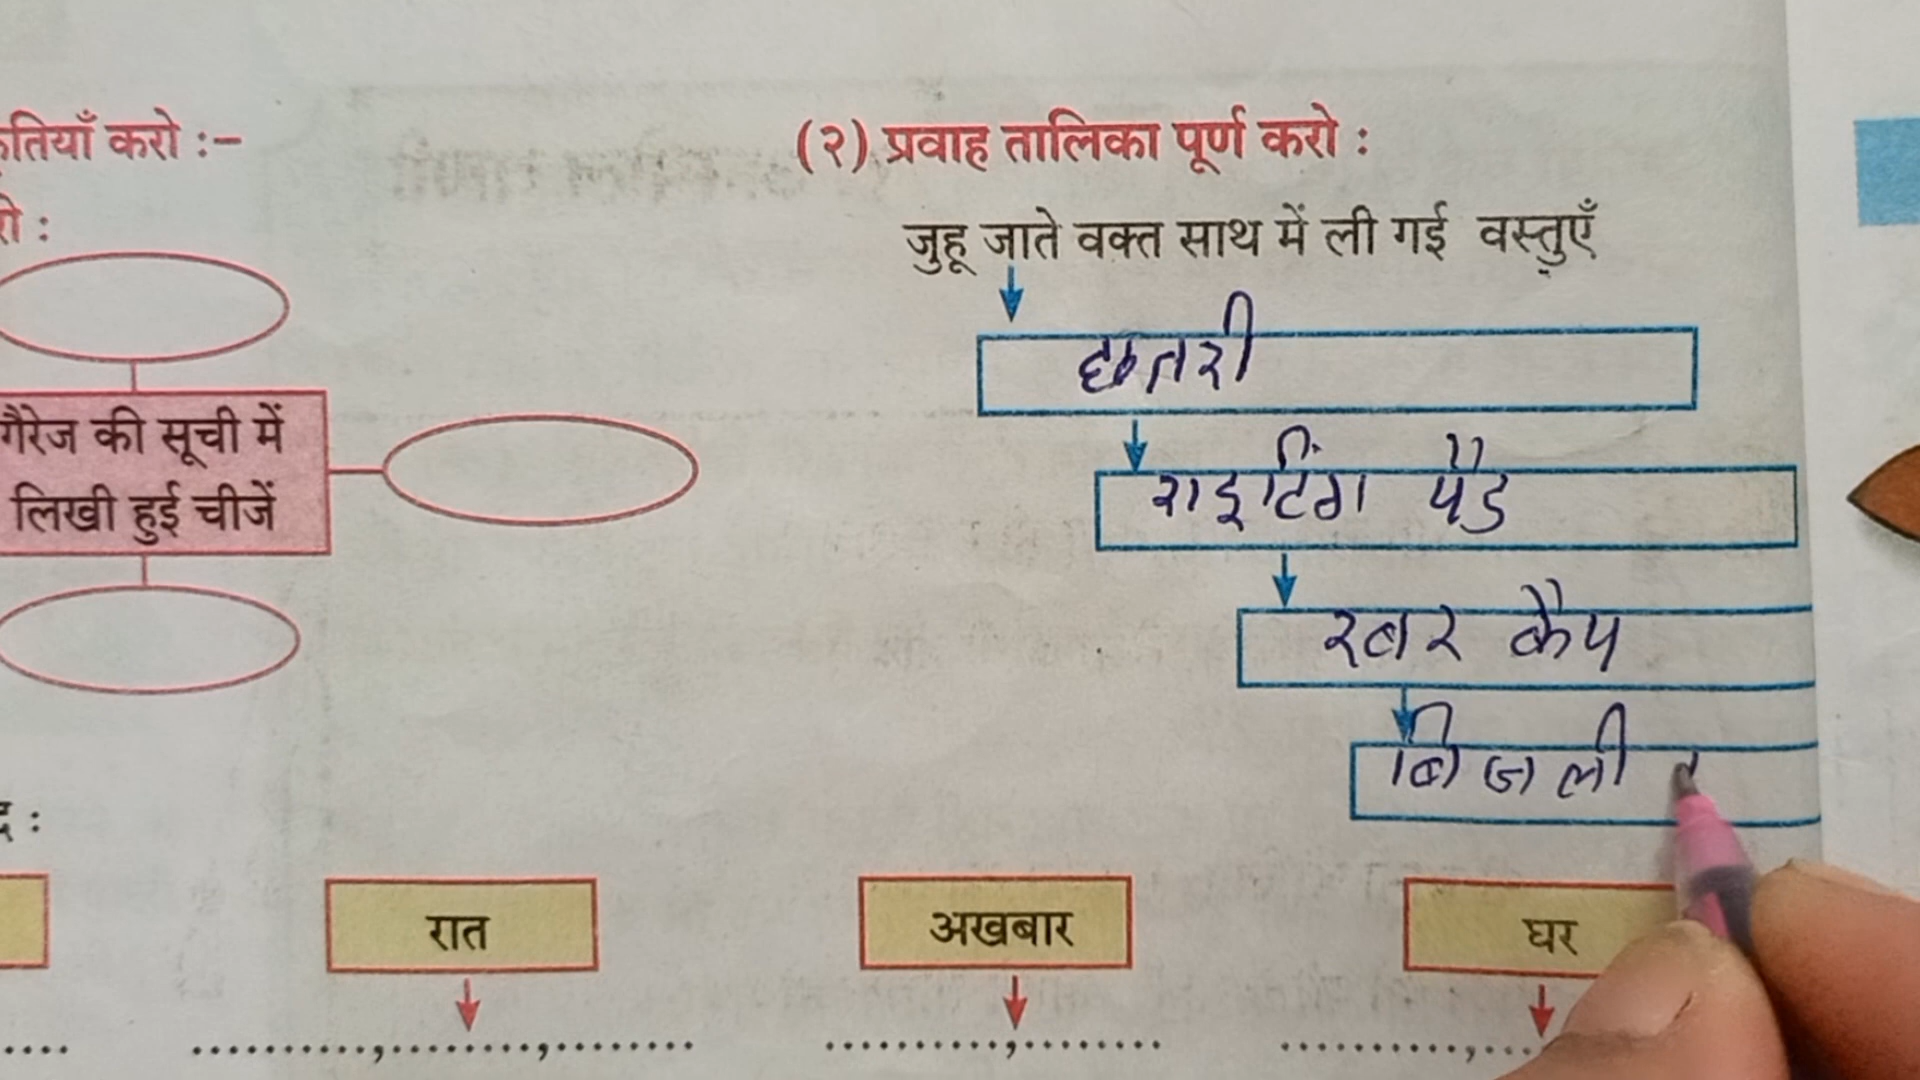 करो :-
(२) प्रवाह तालिका पूर्ण करो :
जुहू जाते वक्त साथ में ली गई वस्तुएँ
छतरी
राइटिंग पैड
रबर कैप
बिजली
गैरेज की सूची में
लिखी हुई चीजें
रात
अखबार
घर